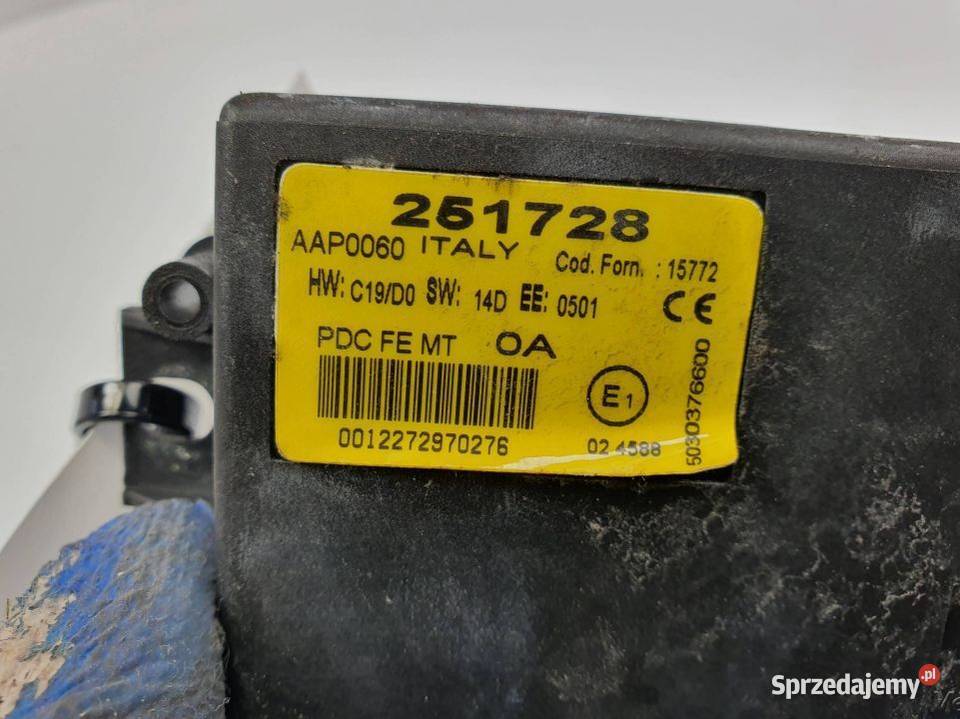 251728
AAP0060 ITALY Cod. Forn. : 15772
HW: C19/D0 SW: 14D EE: 0501 CE
PDC FE MT 0A
0012272970276
E1
02 4588
5030376600
Sprzedajemy.pl